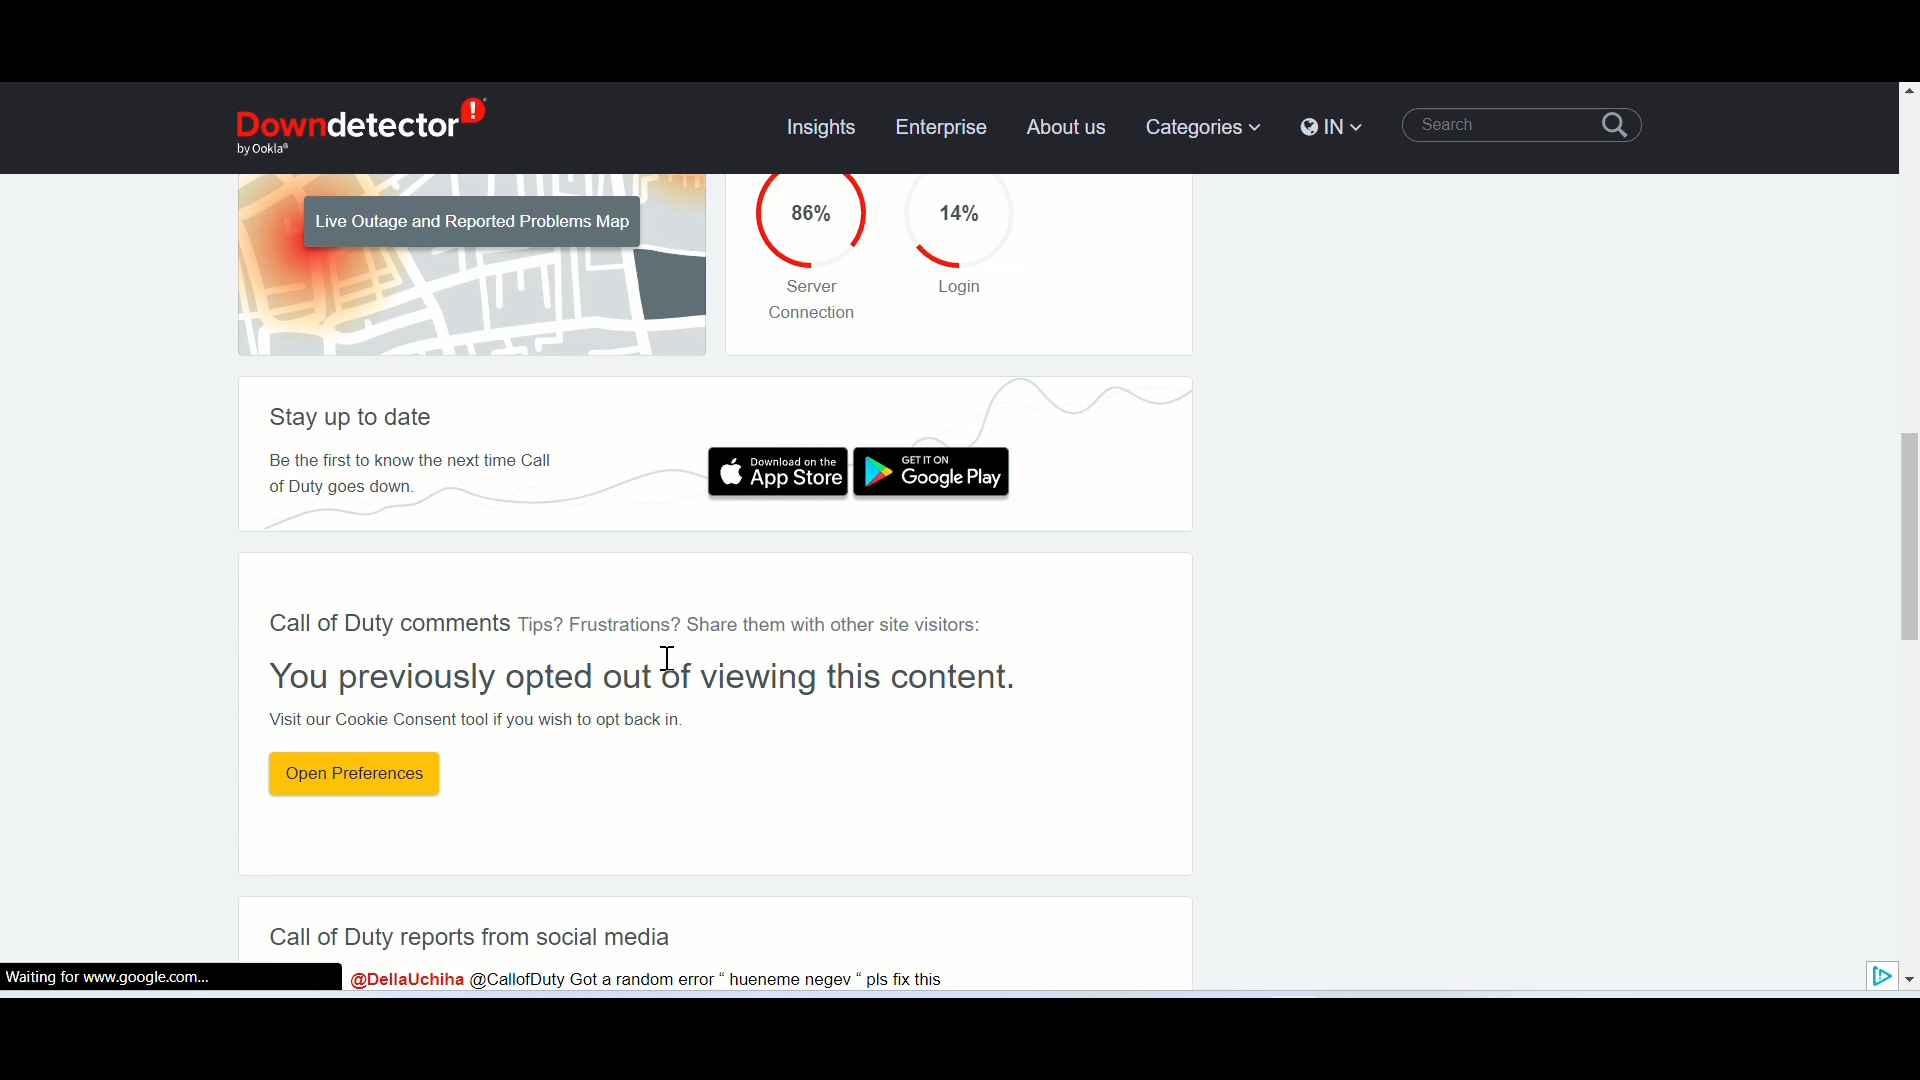 Downdetector
by Ookla®
Insights
Enterprise
About us
Categories
IN
Search
Live Outage and Reported Problems Map
86%
14%
Server
Connection
Login
Stay up to date
Be the first to know the next time Call
of Duty goes down.
Download on the
App Store
GET IT ON
Google Play
Call of Duty comments Tips? Frustrations? Share them with other site visitors:
You previously opted out of viewing this content.
Visit our Cookie Consent tool if you wish to opt back in.
Open Preferences
Call of Duty reports from social media
Waiting for www.google.com...
@DellaUchiha @CallofDuty Got a random error “ hueneme negev “ pls fix this